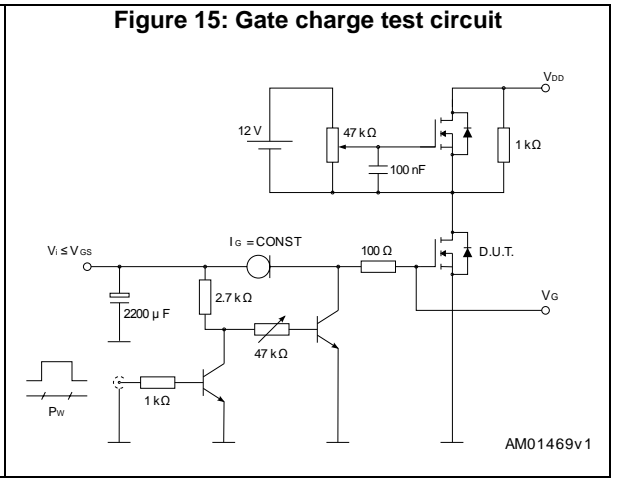 Figure 15: Gate charge test circuit
VDD
12 V
47 kΩ
1 kΩ
100 nF
Vi ≤ VGS
IG = CONST
100 Ω
D.U.T.
2.7 kΩ
VG
2200 µF
47 kΩ
1 kΩ
PW
AM01469v1